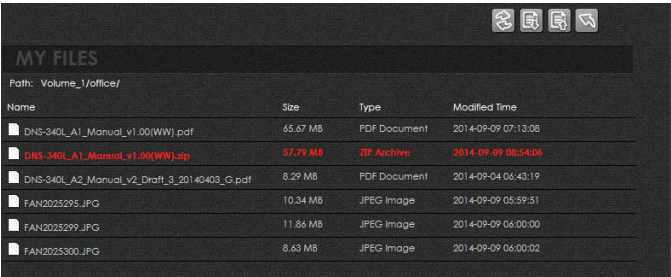 MY FILES
Path: Volume_1/office/
Name Size Type Modified Time
DNS-340L_A1_Manual_v1.00(WW).pdf 65.67 MB PDF Document 2014-09-09 07:13:08
DNS-340L_A1_Manual_v1.00(WW).zip 57.79 MB ZIP Archive 2014-09-09 08:54:06
DNS-340L_A2_Manual_v2_Draft_3_20140403_G.pdf 8.29 MB PDF Document 2014-09-04 06:43:19
FAN2025295.JPG 10.34 MB JPEG Image 2014-09-09 05:59:51
FAN2025299.JPG 11.86 MB JPEG Image 2014-09-09 06:00:00
FAN2025300.JPG 8.63 MB JPEG Image 2014-09-09 06:00:02